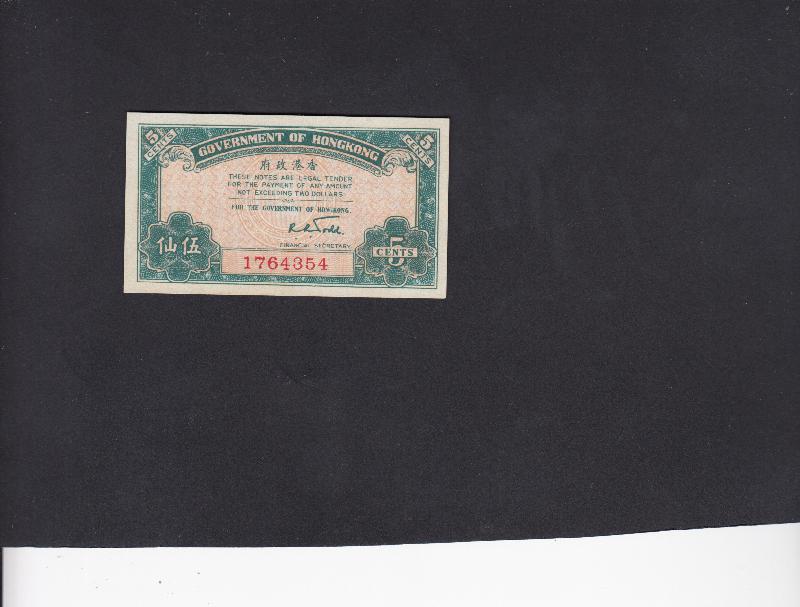 5 CENTS
5 CENTS
GOVERNMENT OF HONGKONG
府政港香
THESE NOTES ARE LEGAL TENDER
FOR THE PAYMENT OF ANY AMOUNT
NOT EXCEEDING TWO DOLLARS
FOR THE GOVERNMENT OF HONGKONG.
R.R. Todd.
FINANCIAL SECRETARY
仙伍
5 CENTS
1764354